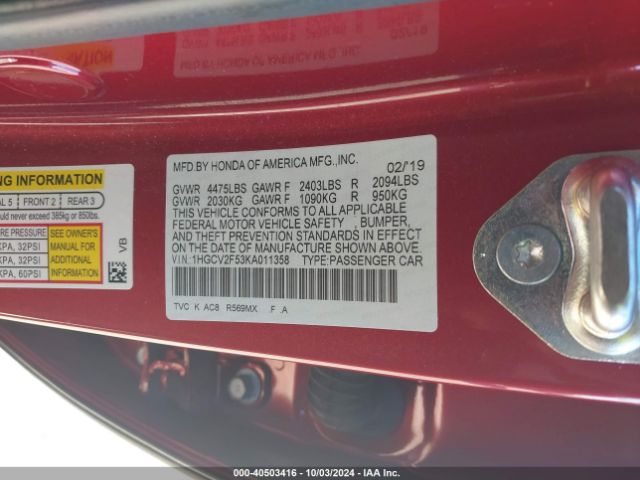 MFD.BY HONDA OF AMERICA MFG.,INC. 02/'19
GVWR 4475LBS GAWR F 2403LBS R 2094LBS
GVWR 2030KG GAWR F 1090KG R 950KG
THIS VEHICLE CONFORMS TO ALL APPLICABLE
FEDERAL MOTOR VEHICLE SAFETY , BUMPER,
AND THEFT PREVENTION STANDARDS IN EFFECT
ON THE DATE OF MANUFACTURE SHOWN ABOVE.
V I N : 1HGCV2F53KA011358 TYPE:PASSENGER CAR
TVC K AC8 R569MX .F .A
NG INFORMATION
AL 5 FRONT 2 REAR 3
ould never exceed 385kg or 850lbs.
RE PRESSURE
KPA, 32PSI
KPA, 32PSI
KPA, 60PSI
SEE OWNER'S
MANUAL FOR
ADDITIONAL
INFORMATION
VB
000-40503416 - 10/03/2024 - IAA Inc.